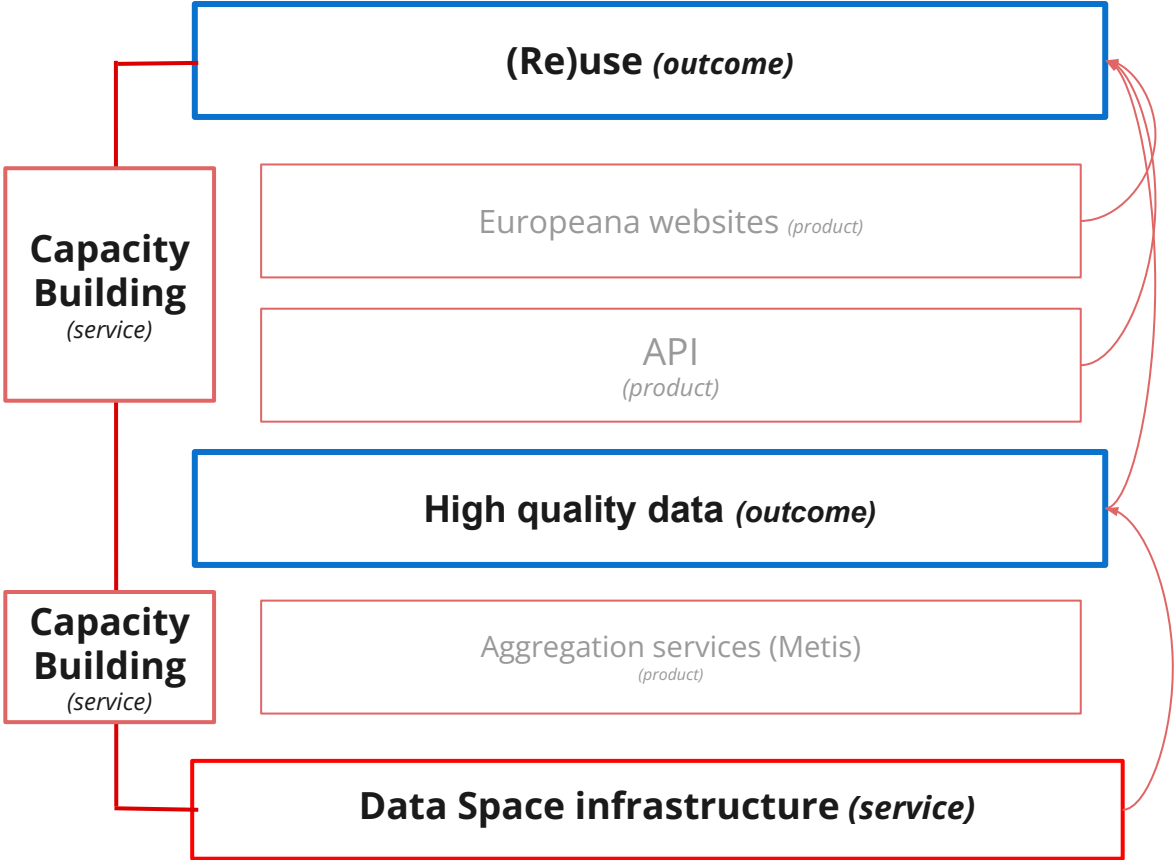 (Re)use (outcome)
Capacity
Building
(service)
Europeana websites (product)
API
(product)
High quality data (outcome)
Capacity
Building
(service)
Aggregation services (Metis)
(product)
Data Space infrastructure (service)